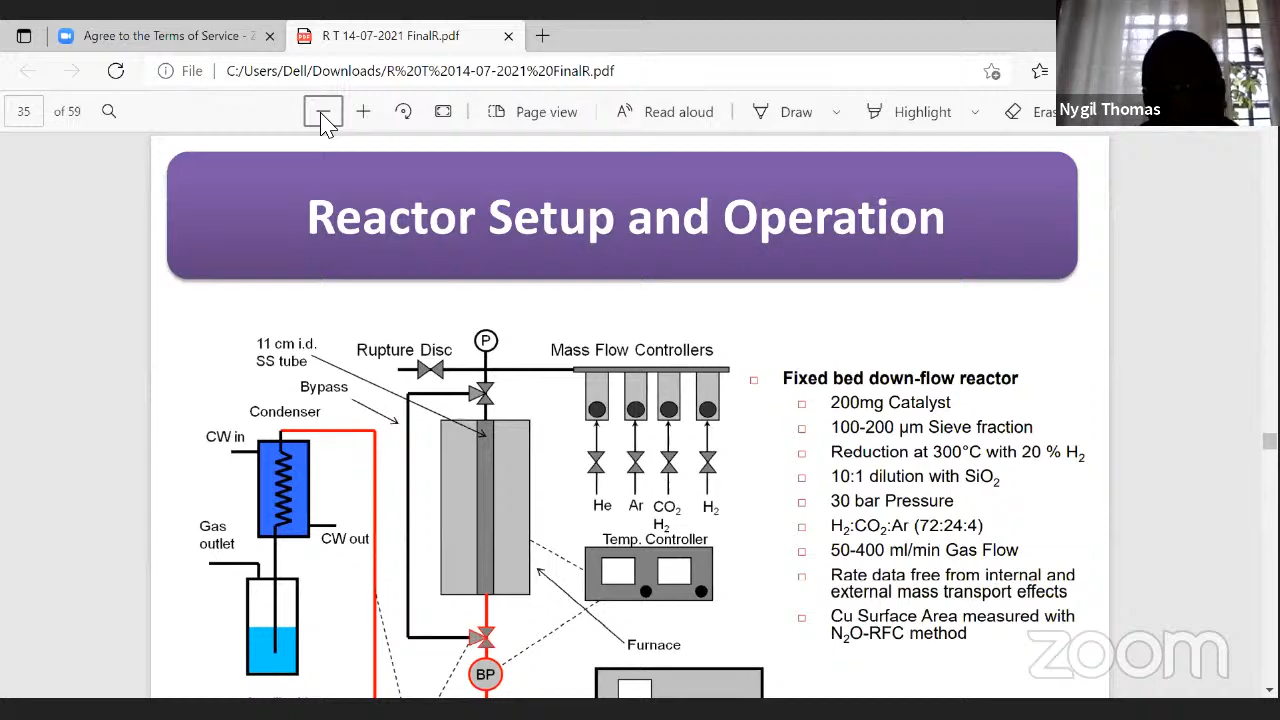 Agree to the Terms of Service - Z
R T 14-07-2021 FinalR.pdf
File
C:/Users/Dell/Downloads/R%20T%2014-07-2021%20FinalR.pdf
35 of 59
Page view
Read aloud
Draw
Highlight
Eras
Nygil Thomas
Reactor Setup and Operation
11 cm i.d.
SS tube
Rupture Disc
P
Mass Flow Controllers
Bypass
Condenser
CW in
CW out
Gas
outlet
He
Ar
CO2
H2
H2
Temp. Controller
Furnace
BP
Fixed bed down-flow reactor
200mg Catalyst
100-200 µm Sieve fraction
Reduction at 300°C with 20 % H2
10:1 dilution with SiO2
30 bar Pressure
H2:CO2:Ar (72:24:4)
50-400 ml/min Gas Flow
Rate data free from internal and
external mass transport effects
Cu Surface Area measured with
N2O-RFC method
zoom